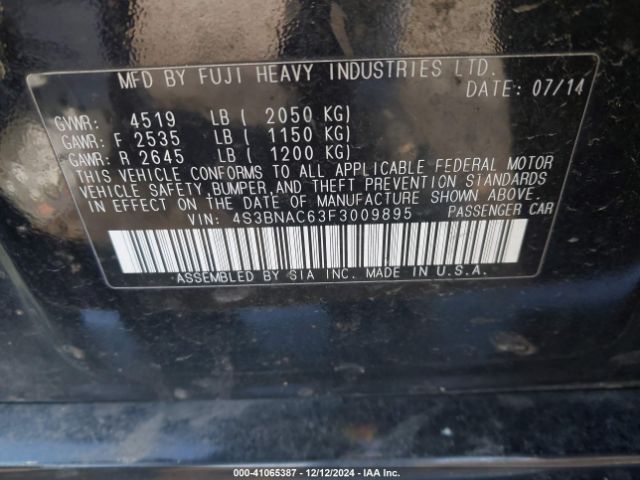 MFD BY FUJI HEAVY INDUSTRIES LTD.
DATE: 07/14
GVWR: 4519 LB ( 2050 KG)
GAWR: F 2535 LB ( 1150 KG)
GAWR: R 2645 LB ( 1200 KG)
THIS VEHICLE CONFORMS TO ALL APPLICABLE FEDERAL MOTOR
VEHICLE SAFETY, BUMPER, AND THEFT PREVENTION STANDARDS
IN EFFECT ON THE DATE OF MANUFACTURE SHOWN ABOVE.
VIN: 4S3BNAC63F3009895 PASSENGER CAR
ASSEMBLED BY SIA INC. MADE IN U.S.A.
000-41065387 - 12/12/2024 - IAA Inc.